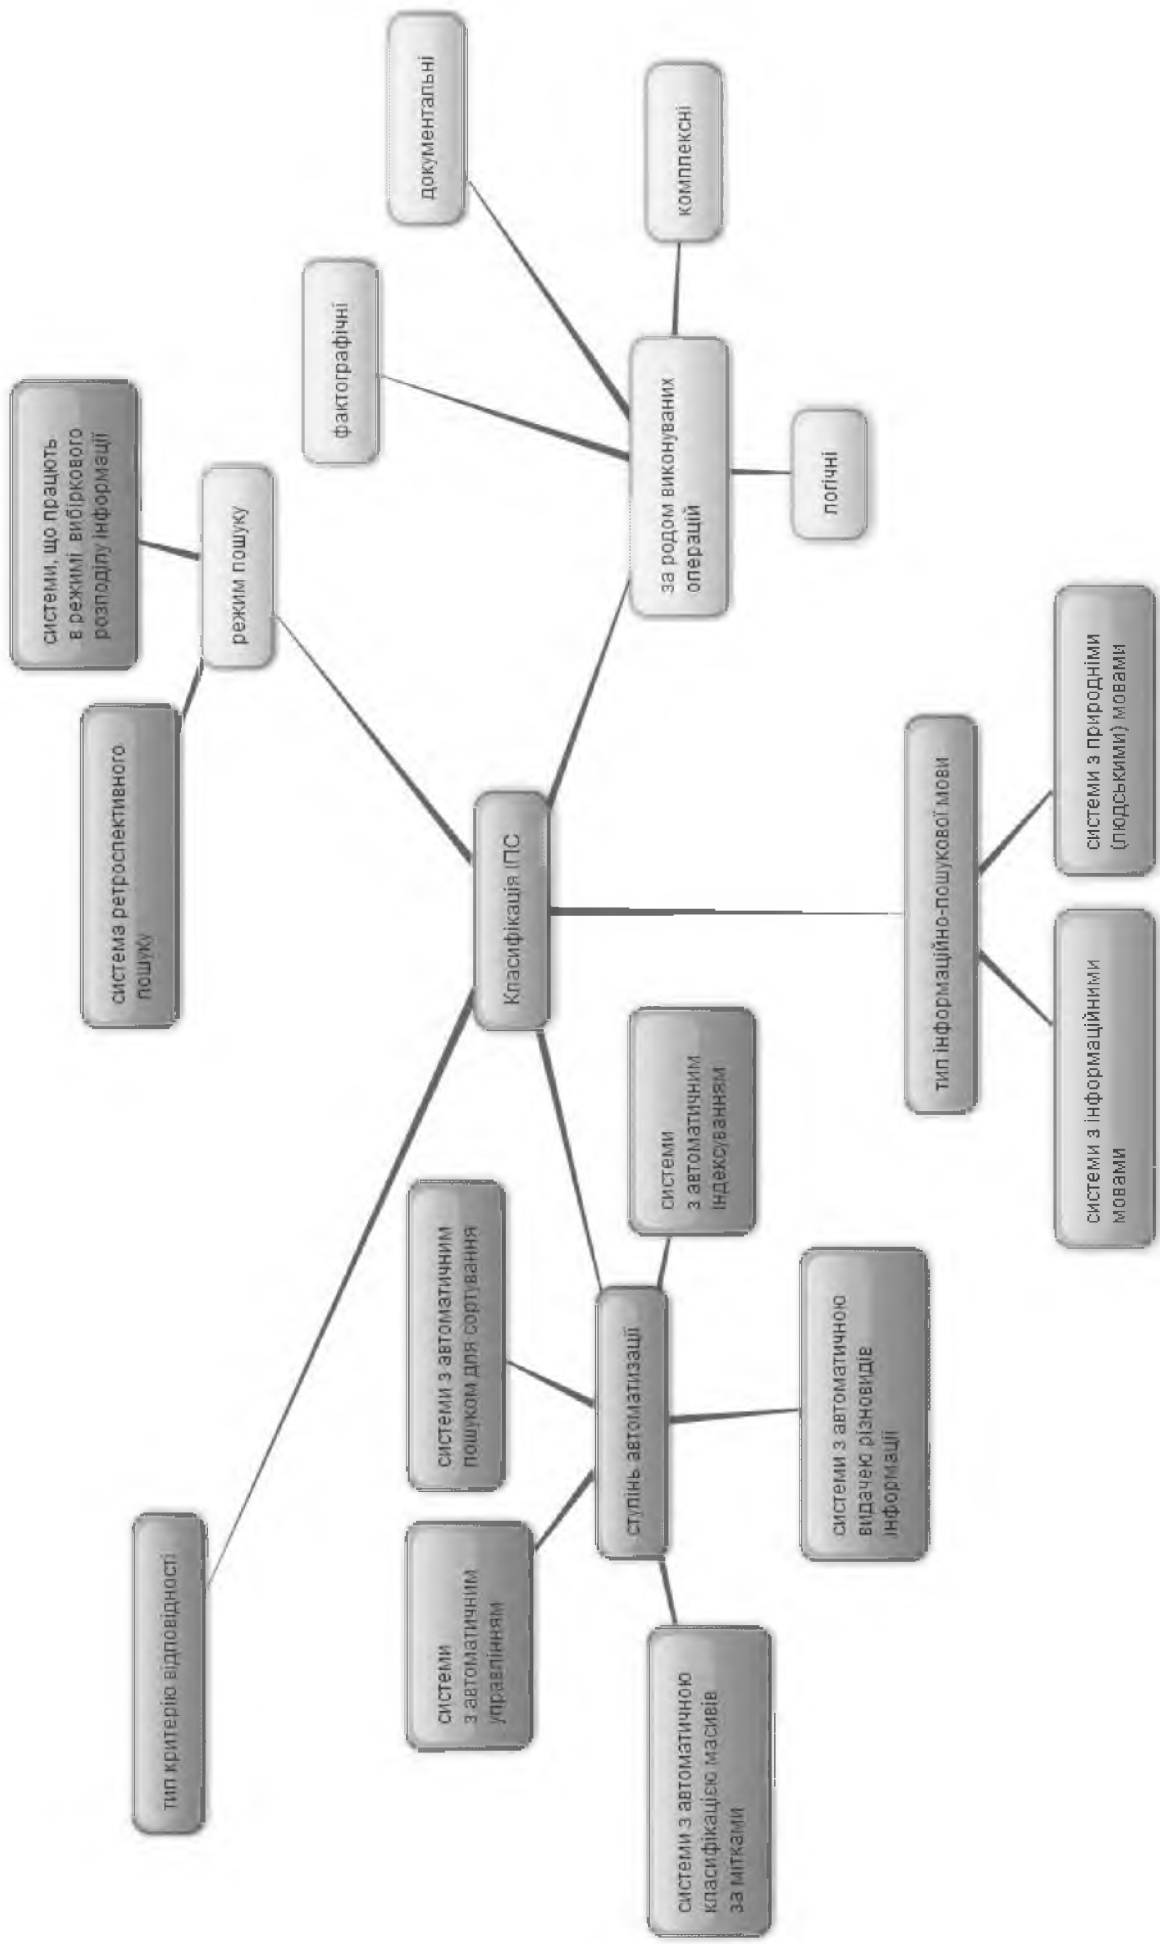 тип критерію відповідності
система ретроспективного
пошуку
системи, що працають
в режимі вибіркового
розподілу інформації
режим пошуку
фактографічні
документальні
системи
з автоматичним
управлінням
системи з автоматичним
пошуком для сортування
Класифікація ІПС
ступінь автоматизації
системи
з автоматичним
індексуванням
за родом виконуваних
операцій
комплексні
логічні
системи з автоматичною
класифікацією масивів
за мітками
системи з автоматичною
видачею різновидів
інформації
тип інформаційно-пошукової мови
системи з інформаційними
мовами
системи з природніми
(людськими) мовами